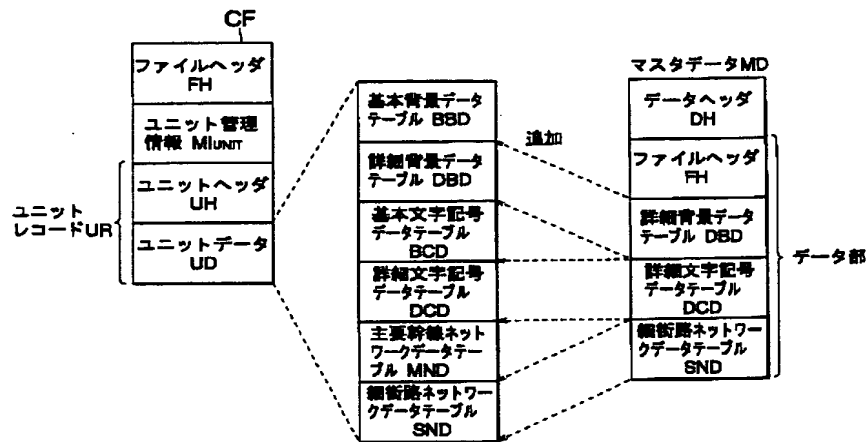 CF
ファイルヘッダ
FH
ユニット管理
情報 MIUNIT
ユニットヘッダ
UH
ユニットデータ
UD
ユニット
レコードUR
基本背景データ
テーブル BBD
詳細背景データ
テーブル DBD
基本文字記号
データテーブル
BCD
詳細文字記号
データテーブル
DCD
主要幹線ネット
ワークデータテー
ブル MND
細街路ネットワー
クデータテーブル
SND
追加
マスタデータMD
データヘッダ
DH
ファイルヘッダ
FH
詳細背景データ
テーブル DBD
詳細文字記号
データテーブル
DCD
細街路ネットワー
クデータテーブル
SND
データ部